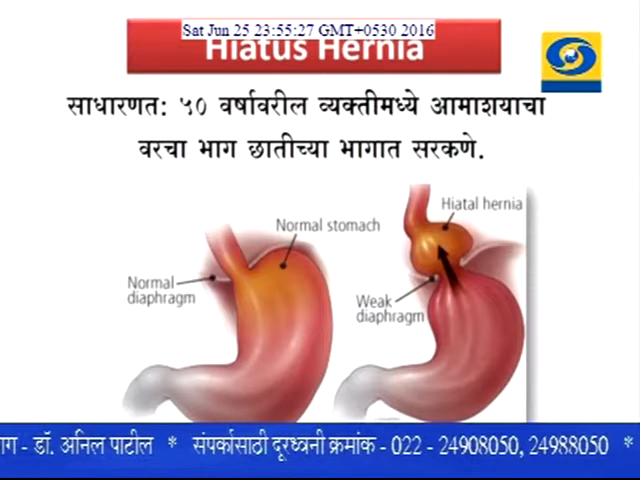 Sat Jun 25 23:55:27 GMT+0530 2016
Hiatus Hernia
साधारणत: ५० वर्षावरील व्यक्तीमध्ये आमाशयाचा
वरचा भाग छातीच्या भागात सरकणे.
Hiatal hernia
Normal stomach
Normal
diaphragm
Weak
diaphragm
ाग - डॉ. अनिल पाटील * संपर्कासाठी दूरध्वनी क्रमांक - 022 - 24908050, 24988050 *